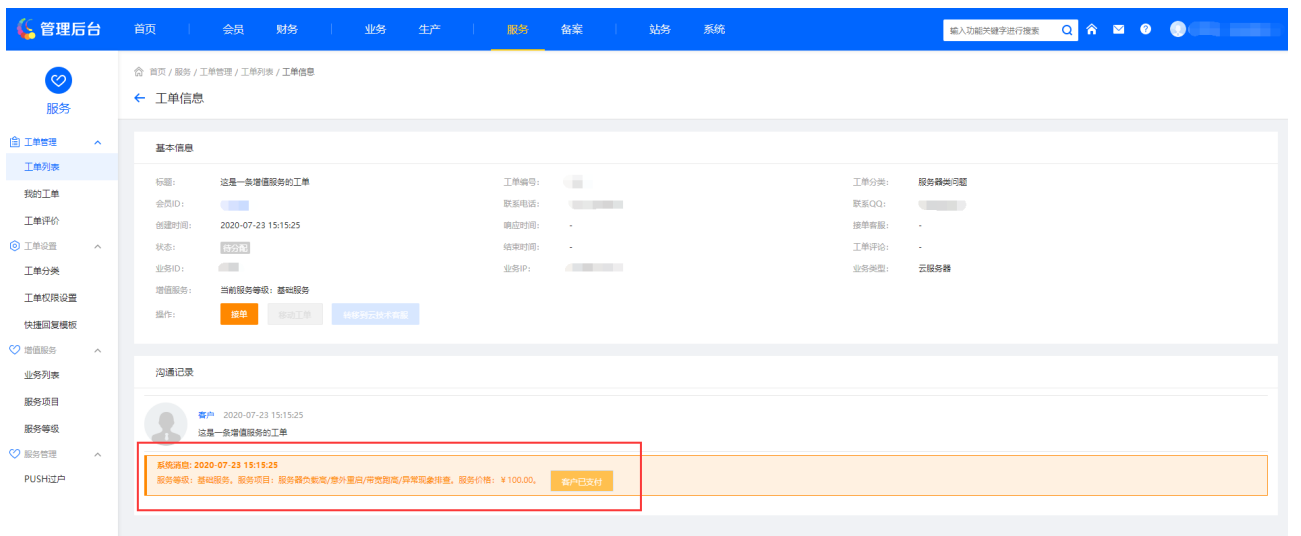 管理后台 首页 会员 财务 业务 生产 服务 备案 站务 系统 输入功能关键字进行搜索
服务
首页 / 服务 / 工单管理 / 工单列表 / 工单信息
工单信息
工单管理
工单列表
我的工单
工单评价
工单设置
工单分类
工单权限设置
快捷回复模板
增值服务
业务列表
服务项目
服务等级
服务管理
PUSH过户
基本信息
标题: 这是一条增值服务的工单 工单编号: 工单分类: 服务器类问题
会员ID: 联系电话: 联系QQ:
创建时间: 2020-07-23 15:15:25 响应时间: - 接单客服: -
状态: 待分配 结束时间: - 工单评论: -
业务ID: 业务IP: 业务类型: 云服务器
增值服务: 当前服务等级：基础服务
操作: 接单 移动工单 转移到云技术客服
沟通记录
客户 2020-07-23 15:15:25
这是一条增值服务的工单
系统消息: 2020-07-23 15:15:25
服务等级：基础服务。服务项目：服务器负载高/意外重启/带宽跑高/异常现象排查。服务价格：￥100.00。 客户已支付